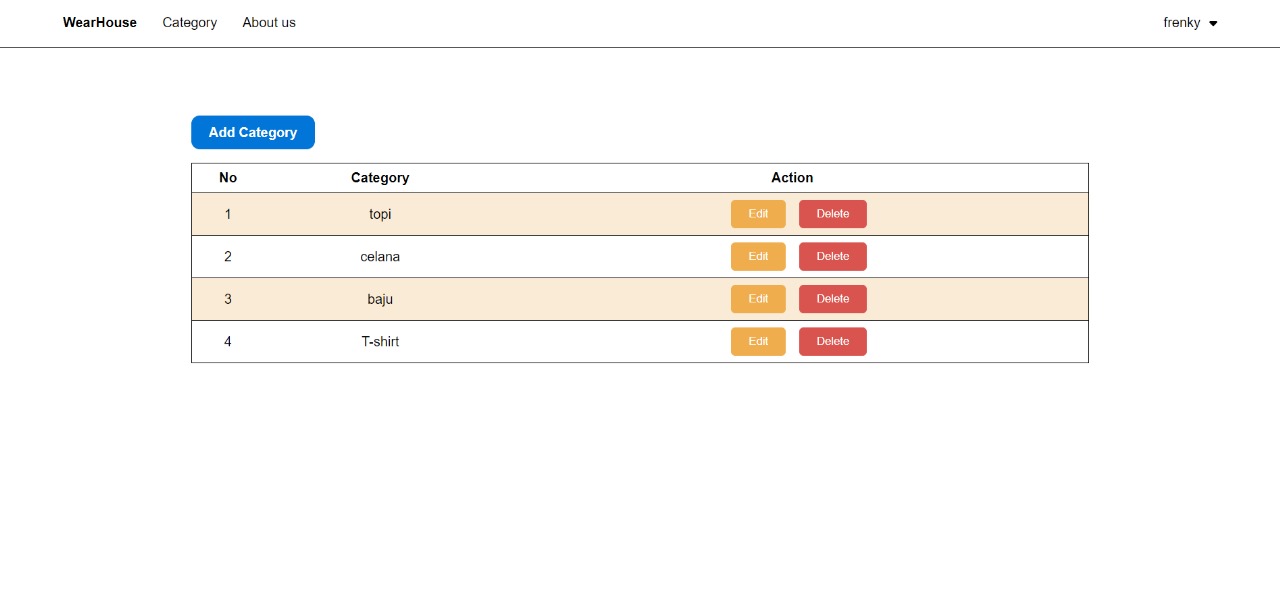 WearHouse Category About us frenky
Add Category
No Category Action
1 topi Edit Delete
2 celana Edit Delete
3 baju Edit Delete
4 T-shirt Edit Delete